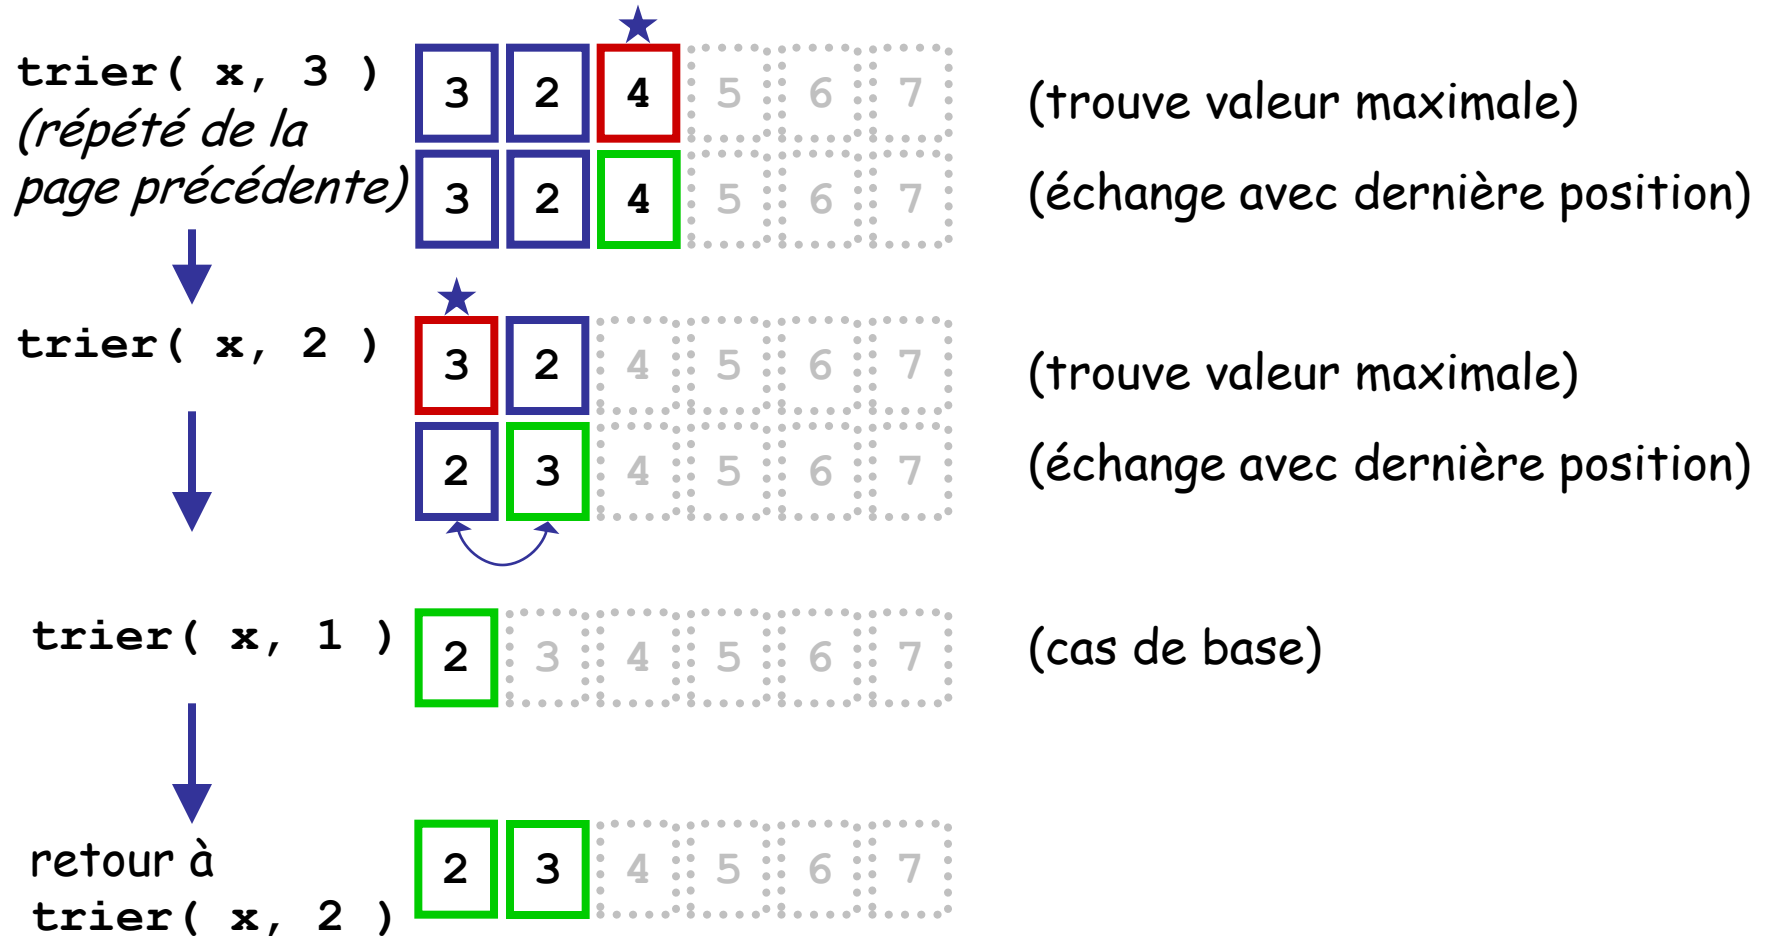 trier( x, 3 )
(répété de la
page précédente)
3 2 4 5 6 7
(trouve valeur maximale)
3 2 4 5 6 7
(échange avec dernière position)
trier( x, 2 )
3 2 4 5 6 7
(trouve valeur maximale)
2 3 4 5 6 7
(échange avec dernière position)
trier( x, 1 )
2 3 4 5 6 7
(cas de base)
retour à
trier( x, 2 )
2 3 4 5 6 7